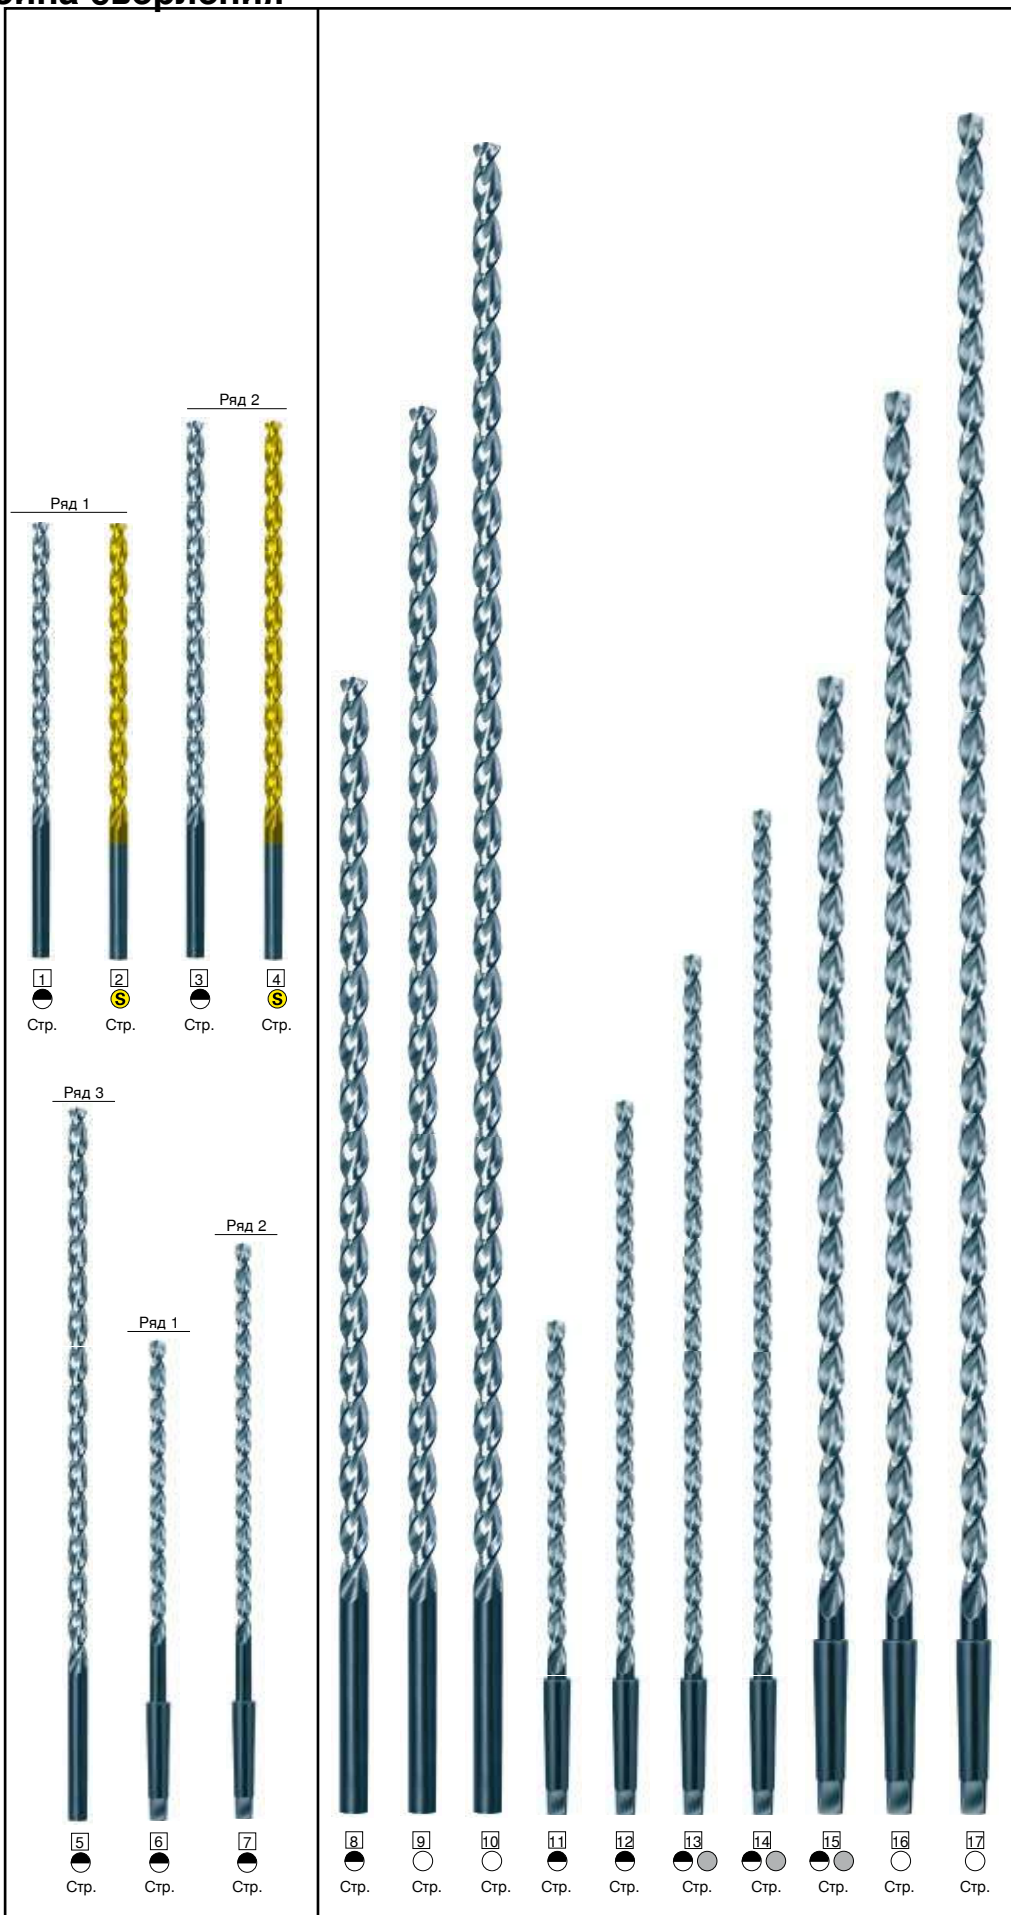 сверления
Ряд 2
Ряд 1
1 2 3 4
S S
Стр. Стр. Стр. Стр.
Ряд 3
Ряд 2
Ряд 1
5 6 7 8 9 10 11 12 13 14 15 16 17
Стр. Стр. Стр. Стр. Стр. Стр. Стр. Стр. Стр. Стр. Стр. Стр. Стр.